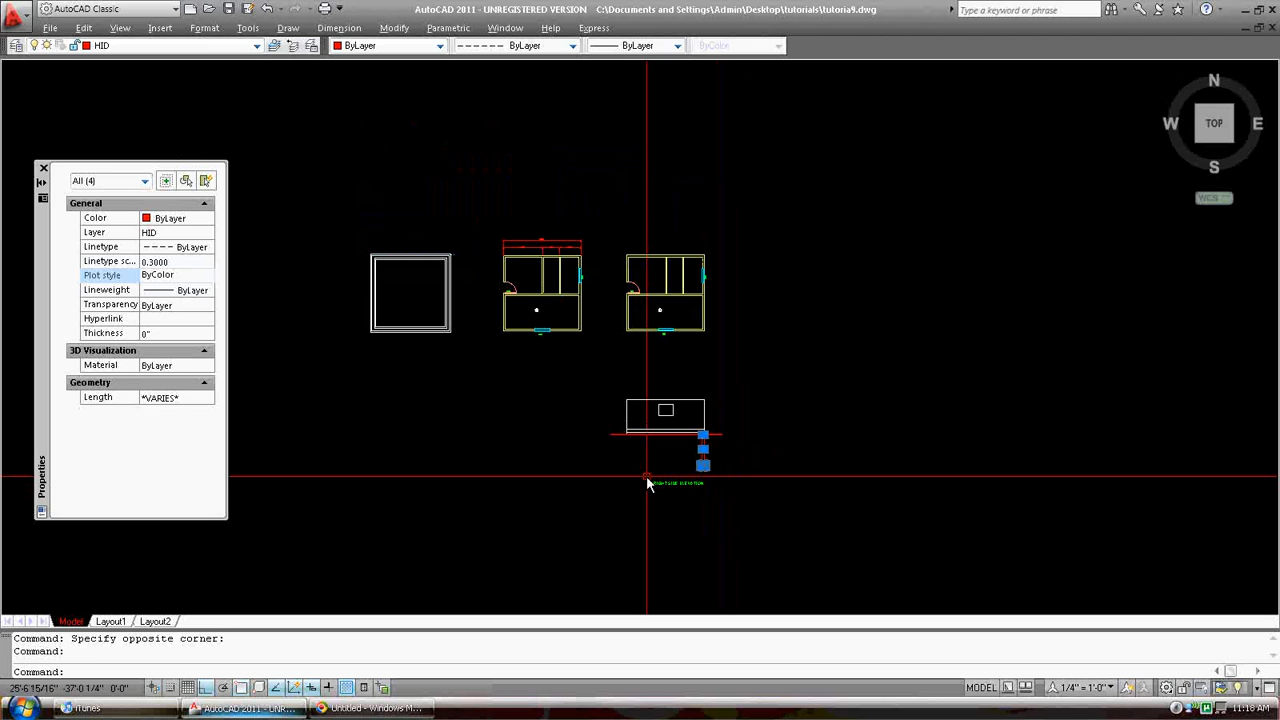 AutoCAD Classic
AutoCAD 2011 - UNREGISTERED VERSION C:\Documents and Settings\Admin\Desktop\tutorials\tutoria9.dwg
Type a keyword or phrase
File Edit View Insert Format Tools Draw Dimension Modify Parametric Window Help Express
HID
ByLayer
ByLayer
ByLayer
ByColor
N
W TOP E
S
WCS
All (4)
General
Color ByLayer
Layer HID
Linetype ByLayer
Linetype sc... 0.3000
Plot style ByColor
Lineweight ByLayer
Transparency ByLayer
Hyperlink
Thickness 0"
3D Visualization
Material ByLayer
Geometry
Length *VARIES*
Properties
RIGHT SIDE ELEVATION
Model Layout1 Layout2
Command: Specify opposite corner:
Command:
Command:
25'-6 15/16" -37'-0 1/4" 0'-0"
MODEL
1/4" = 1'-0"
iTunes
AutoCAD 2011 - UNR...
Untitled - Windows M...
11:18 AM